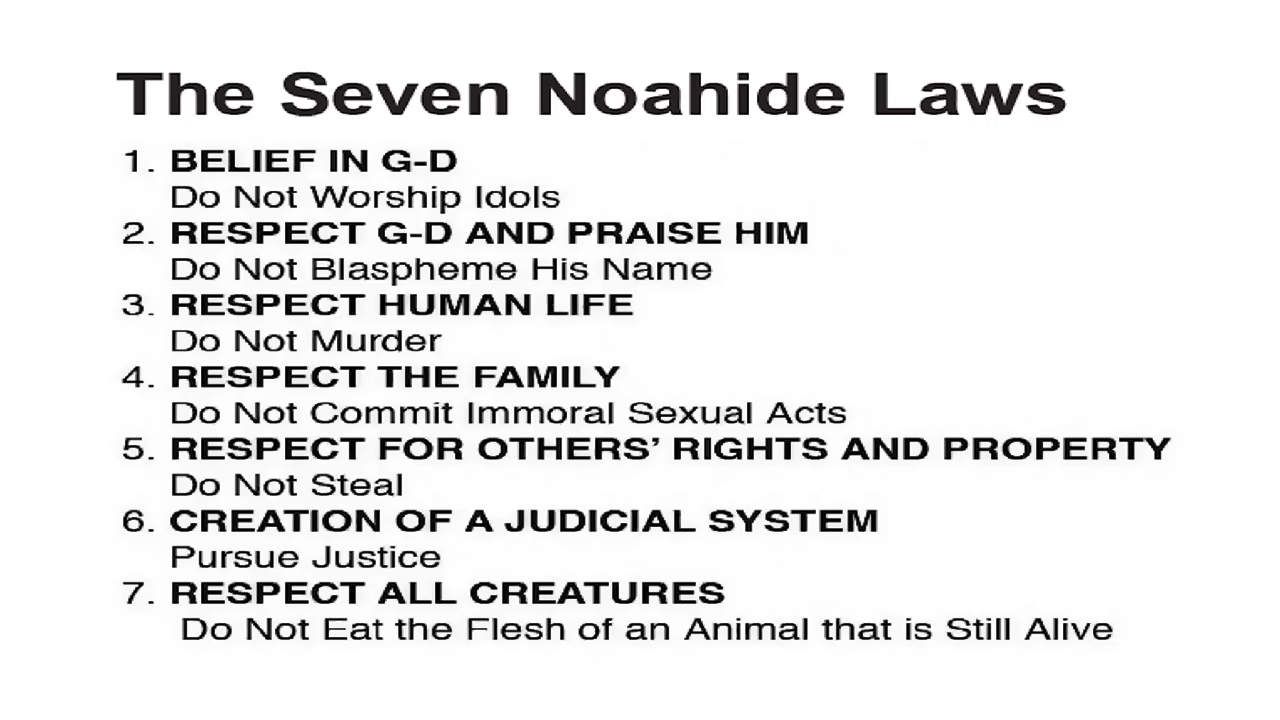 The Seven Noahide Laws
1. BELIEF IN G-D
Do Not Worship Idols
2. RESPECT G-D AND PRAISE HIM
Do Not Blaspheme His Name
3. RESPECT HUMAN LIFE
Do Not Murder
4. RESPECT THE FAMILY
Do Not Commit Immoral Sexual Acts
5. RESPECT FOR OTHERS’ RIGHTS AND PROPERTY
Do Not Steal
6. CREATION OF A JUDICIAL SYSTEM
Pursue Justice
7. RESPECT ALL CREATURES
Do Not Eat the Flesh of an Animal that is Still Alive